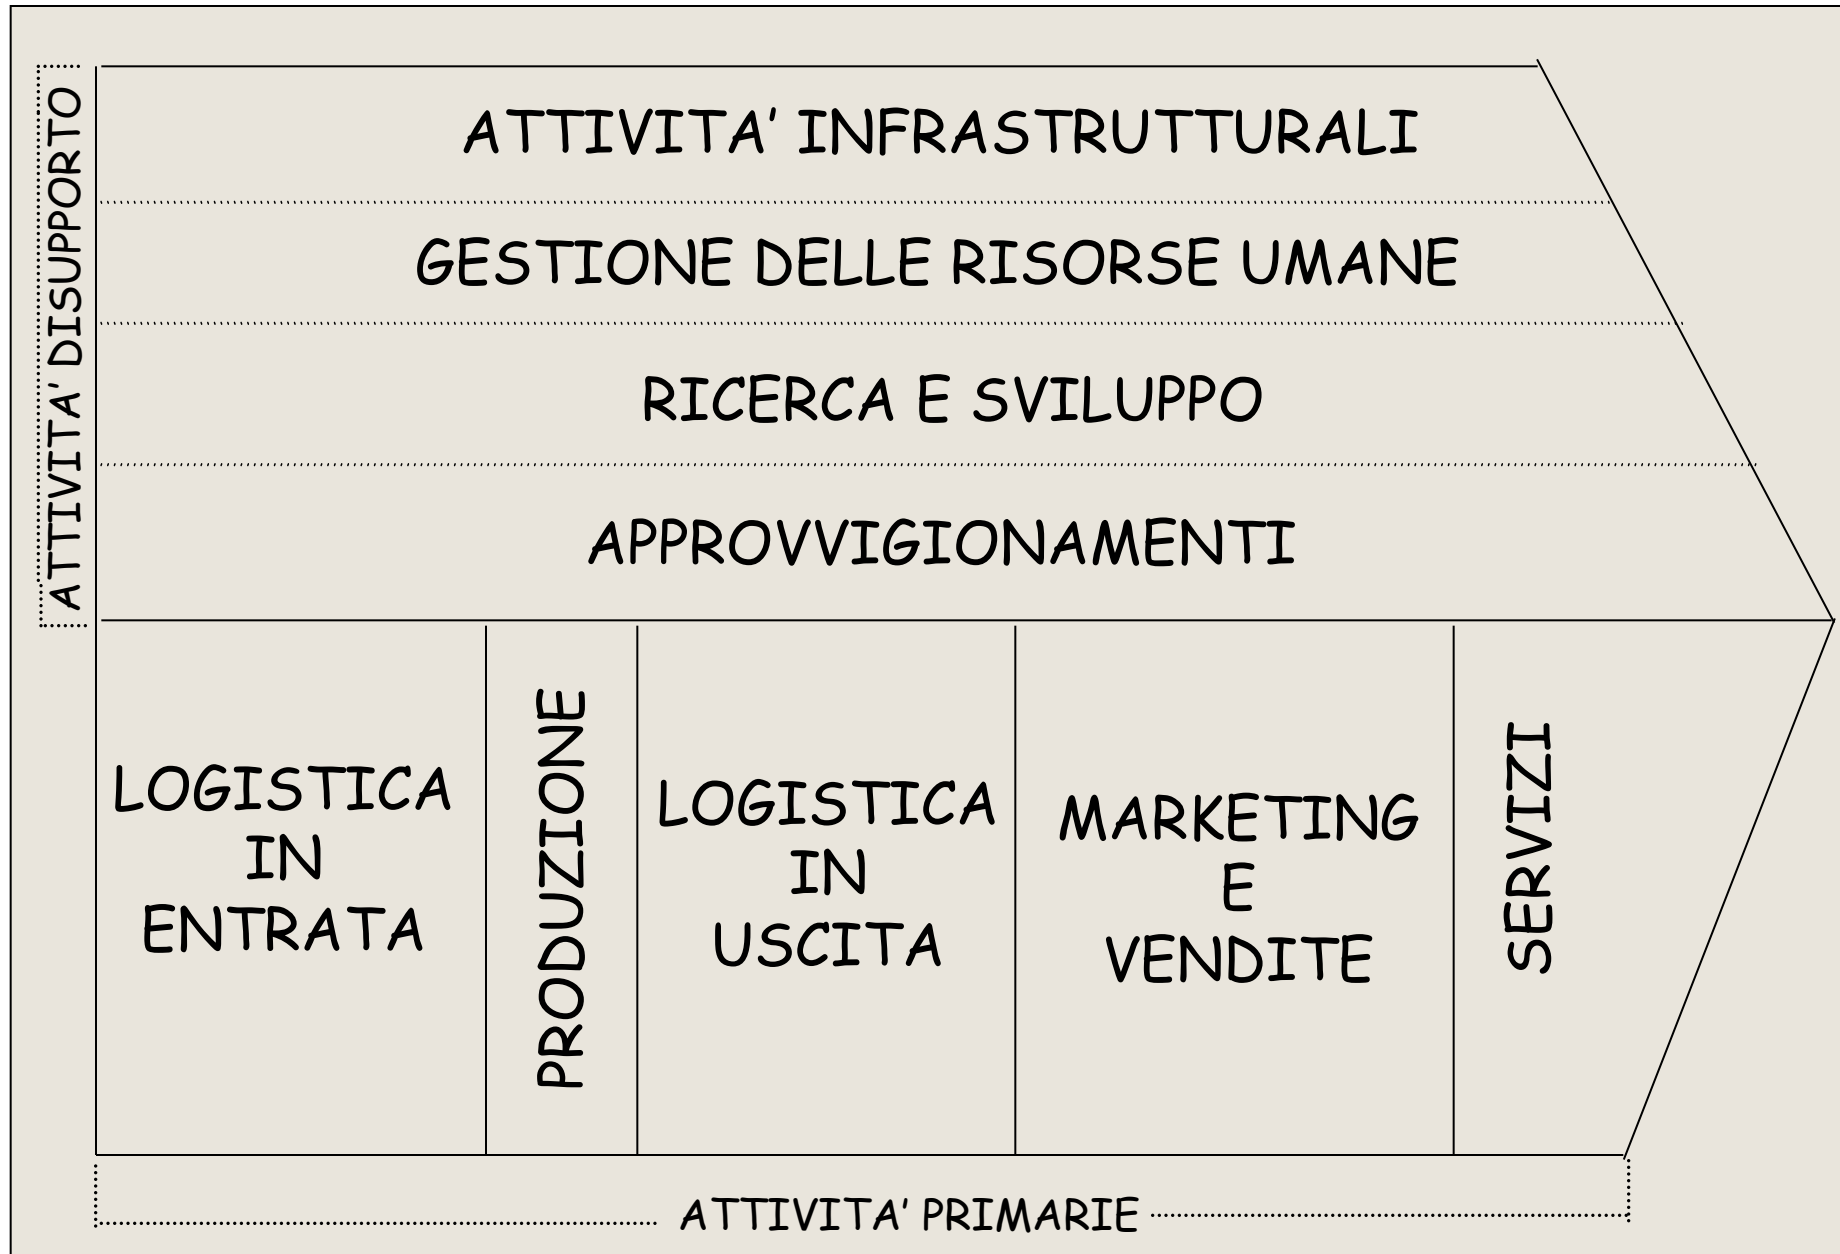 ATTIVITA' DISUPPORTO
ATTIVITA' INFRASTRUTTURALI
GESTIONE DELLE RISORSE UMANE
RICERCA E SVILUPPO
APPROVVIGIONAMENTI
LOGISTICA
IN
ENTRATA
PRODUZIONE
LOGISTICA
IN
USCITA
MARKETING
E
VENDITE
SERVIZI
ATTIVITA' PRIMARIE